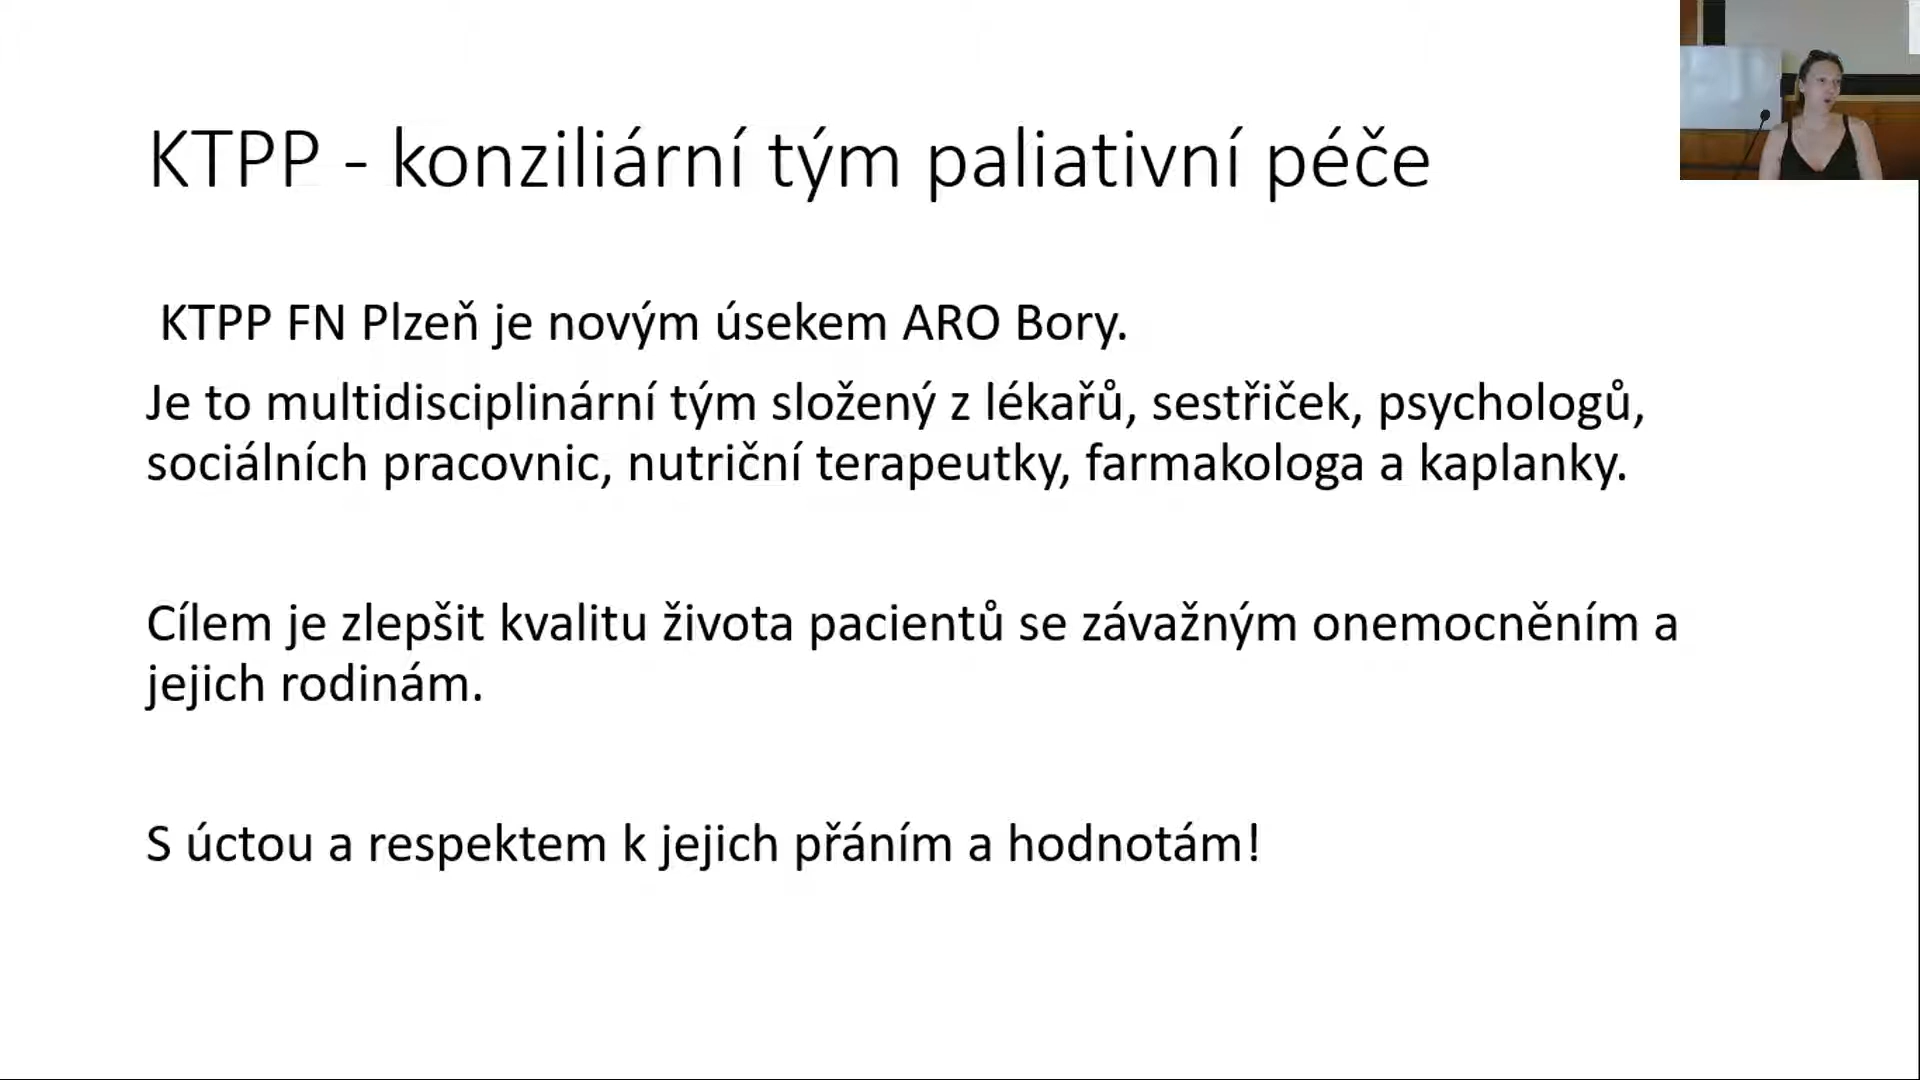 KTPP - konziliární tým paliativní péče
KTPP FN Plzeň je novým úsekem ARO Bory.
Je to multidisciplinární tým složený z lékařů, sestřiček, psychologů,
sociálních pracovnic, nutriční terapeutky, farmakologa a kaplanky.
Cílem je zlepšit kvalitu života pacientů se závažným onemocněním a
jejich rodinám.
S úctou a respektem k jejich přáním a hodnotám!